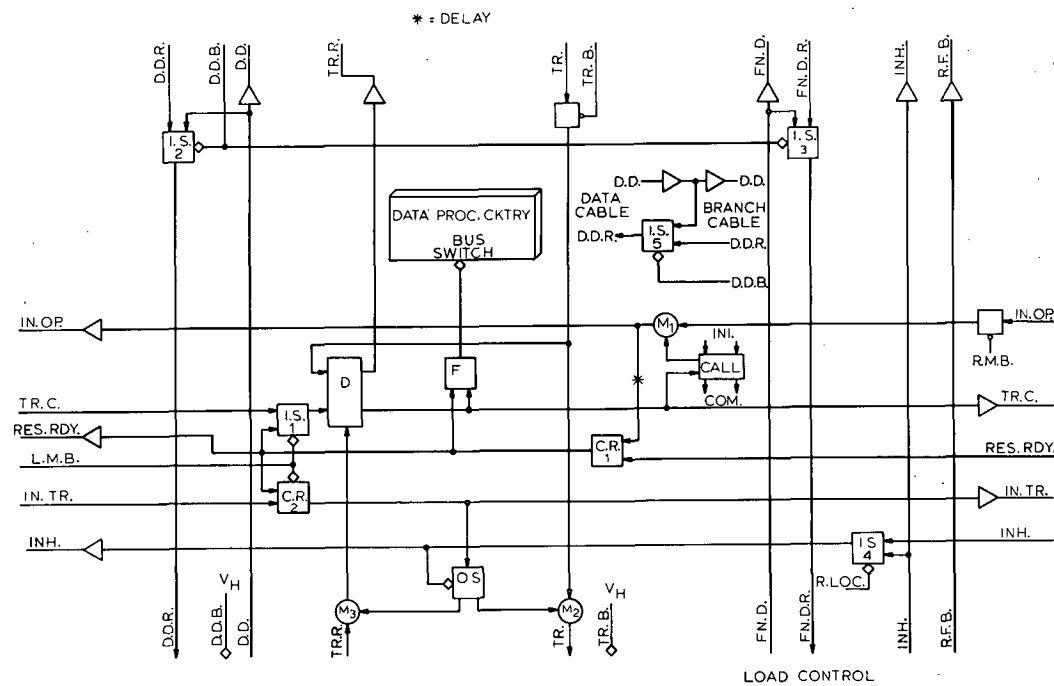 * = DELAY
D.D.R.
D.D.B.
D.D.
TR.R.
TR.
TR.B.
FN.D.
FN.D.R.
INH.
R.F.B.
I.S.
2
I.S.
3
DATA PROC. CKTRY
BUS
SWITCH
D.D.
D.D.
DATA
CABLE
BRANCH
CABLE
D.D.R.
I.S.
5
D.D.R.
D.D.B.
IN.OP.
M1
IN.OP.
INI.
R.M.B.
D
F
CALL
COM.
TR.C.
I.S.
1
TR.C.
RES.RDY.
C.R.
1
RES.RDY.
L.M.B.
C.R.
2
IN.TR.
IN.TR.
INH.
I S
4
INH.
R.LOC.
OS
VH
VH
M3
M2
D.D.R.
D.D.B.
D.D.
TR.R.
TR.
TR.B.
FN.D.
FN.D.R.
INH.
R.F.B.
LOAD CONTROL